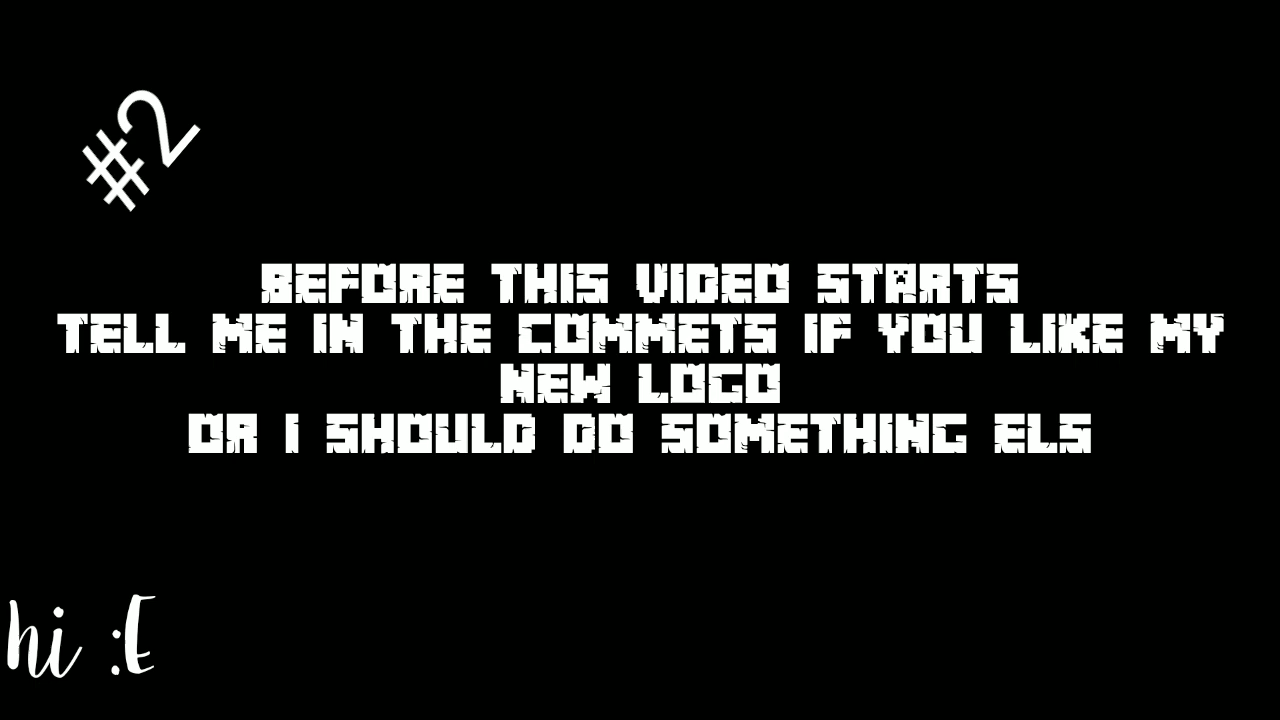 #2
BEFORE THIS VIDEO STARTS
TELL ME IN THE COMMETS IF YOU LIKE MY
NEW LOGO
OR I SHOULD DO SOMETHING ELS
hi :E